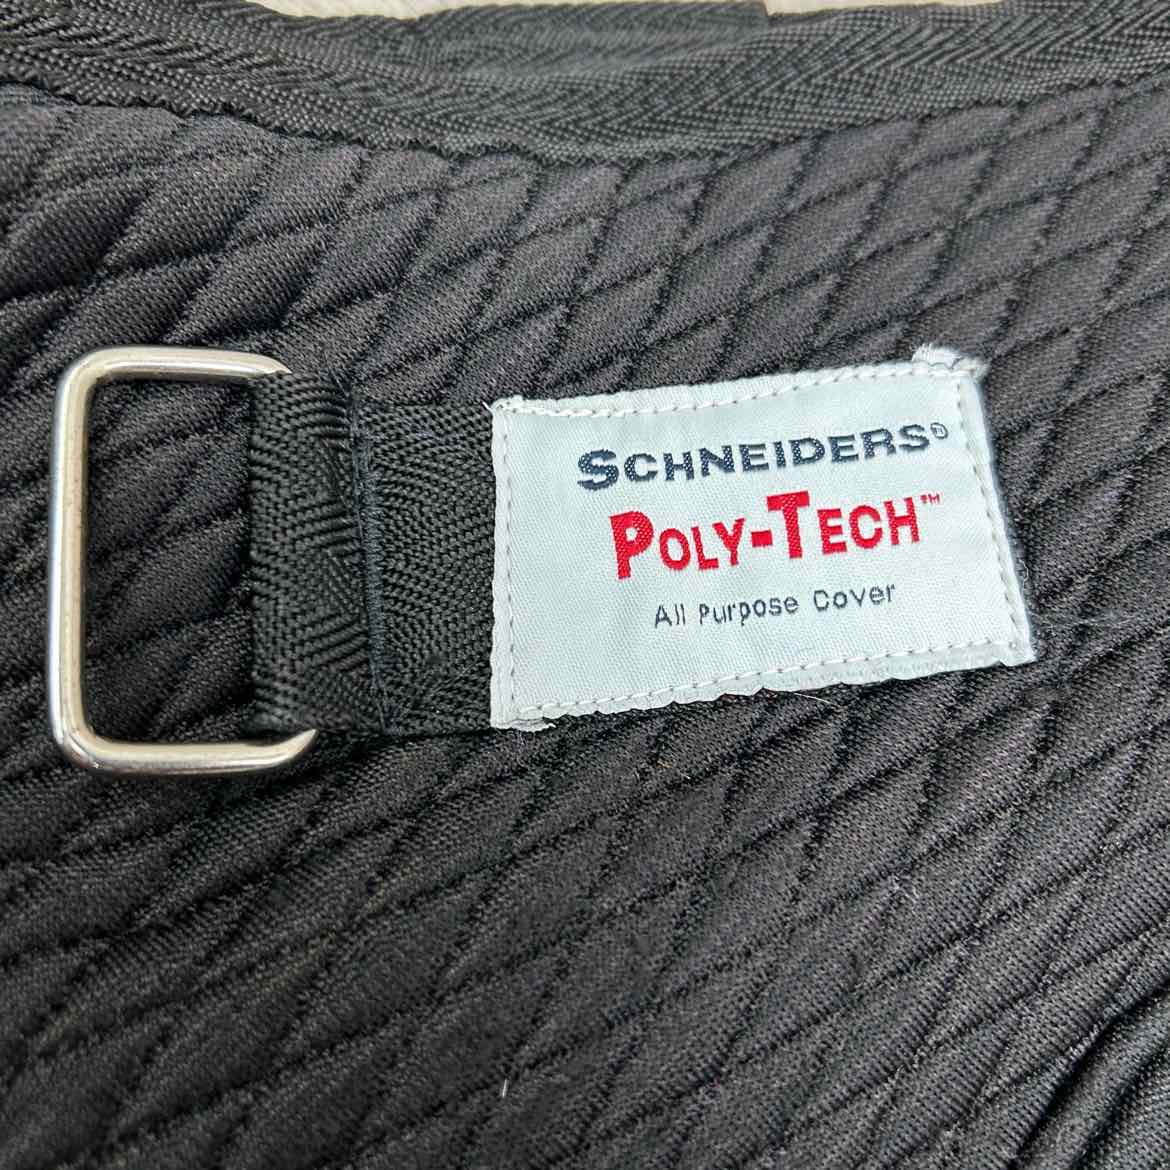 SCHNEIDERS®
POLY-TECH™
All Purpose Cover